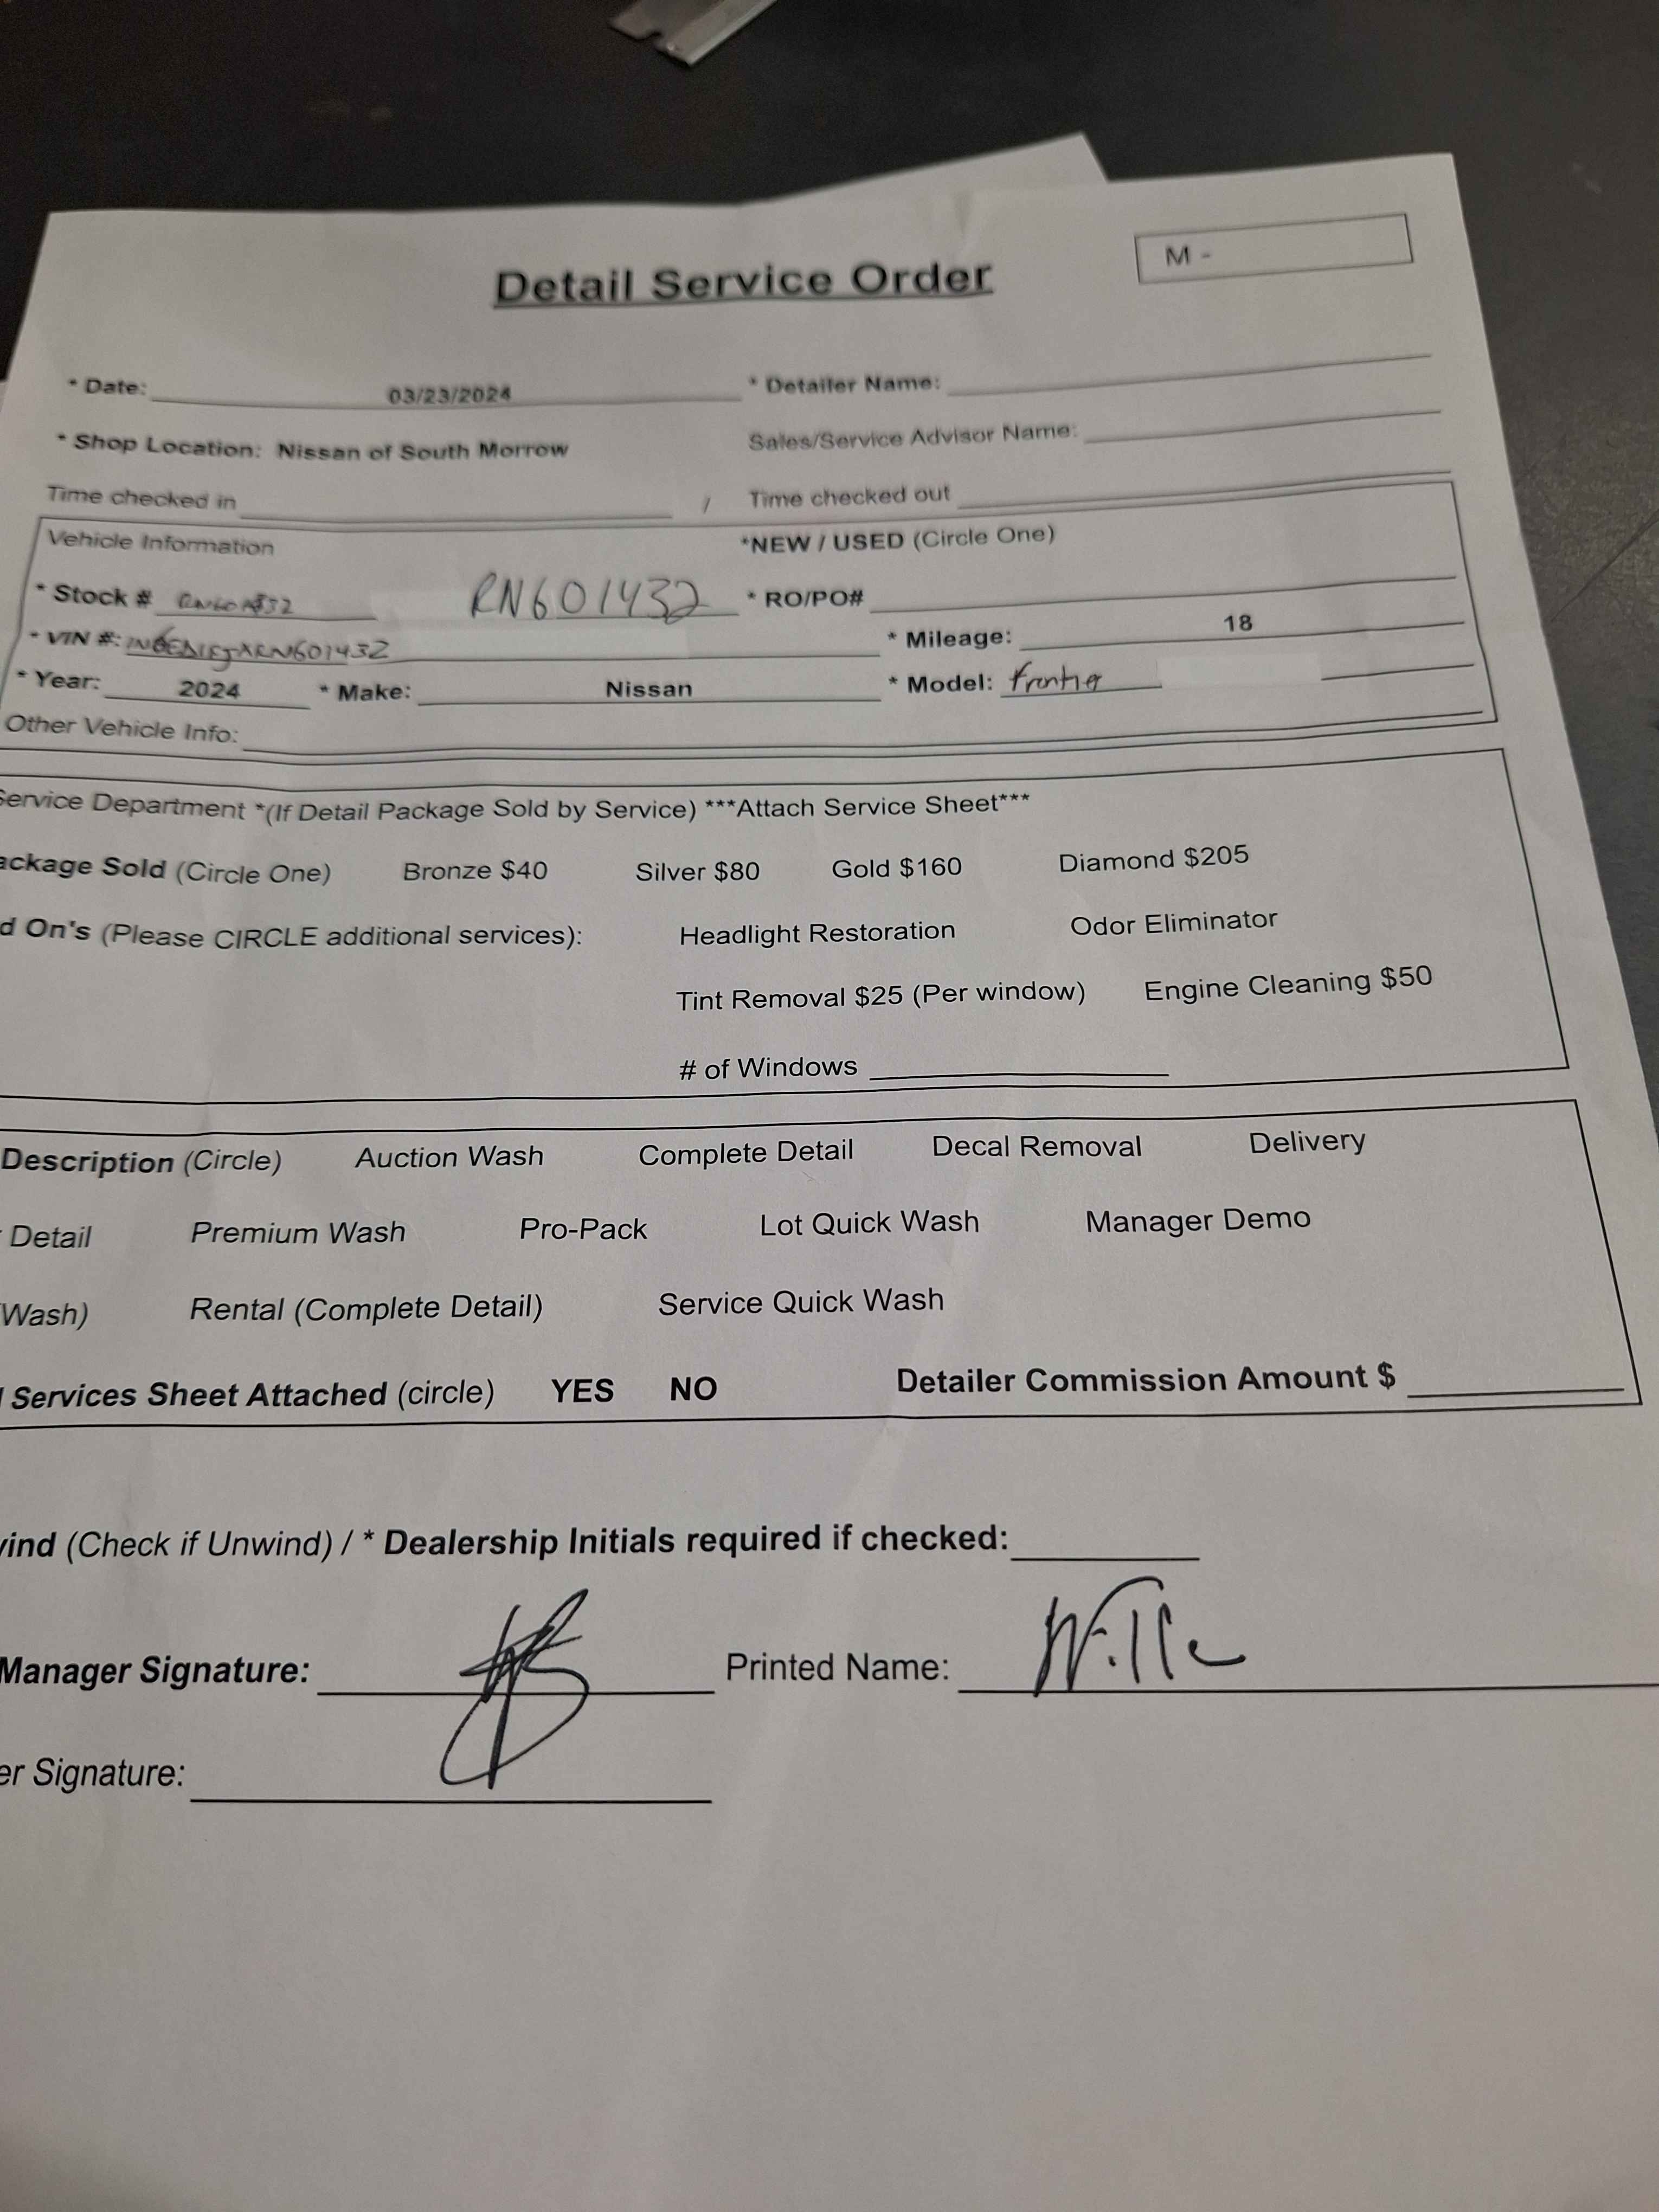 M -
Detail Service Order
* Date: 03/23/2024 * Detailer Name:
* Shop Location: Nissan of South Morrow Sales/Service Advisor Name:
Time checked in / Time checked out
Vehicle Information *NEW / USED (Circle One)
* Stock # RN601432 * RO/PO#
* VIN #: * Mileage: 18
* Year: 2024 * Make: Nissan * Model: Frontier
Other Vehicle Info:
Service Department *(If Detail Package Sold by Service) ***Attach Service Sheet***
ackage Sold (Circle One) Bronze $40 Silver $80 Gold $160 Diamond $205
d On's (Please CIRCLE additional services): Headlight Restoration Odor Eliminator
Tint Removal $25 (Per window) Engine Cleaning $50
# of Windows
Description (Circle) Auction Wash Complete Detail Decal Removal Delivery
Detail Premium Wash Pro-Pack Lot Quick Wash Manager Demo
Wash) Rental (Complete Detail) Service Quick Wash
Services Sheet Attached (circle) YES NO Detailer Commission Amount $
wind (Check if Unwind) / * Dealership Initials required if checked:
Manager Signature: Printed Name: Wille
er Signature: